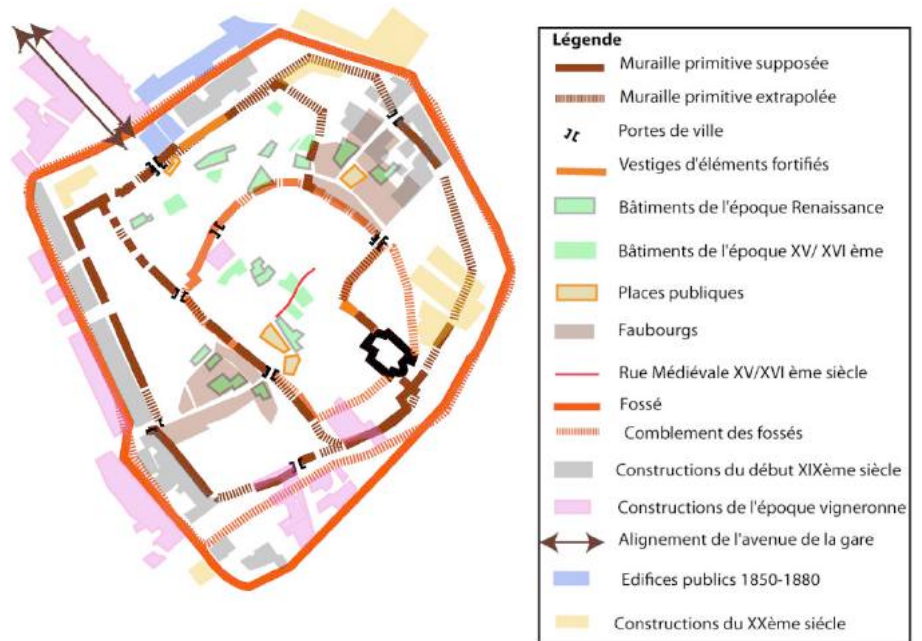 Légende
Muraille primitive supposée
Muraille primitive extrapolée
Portes de ville
Vestiges d'éléments fortifiés
Bâtiments de l'époque Renaissance
Bâtiments de l'époque XV/ XVI ème
Places publiques
Faubourgs
Rue Médiévale XV/XVI ème siècle
Fossé
Comblement des fossés
Constructions du début XIXème siècle
Constructions de l'époque vigneronne
Alignement de l'avenue de la gare
Edifices publics 1850-1880
Constructions du XXème siécle